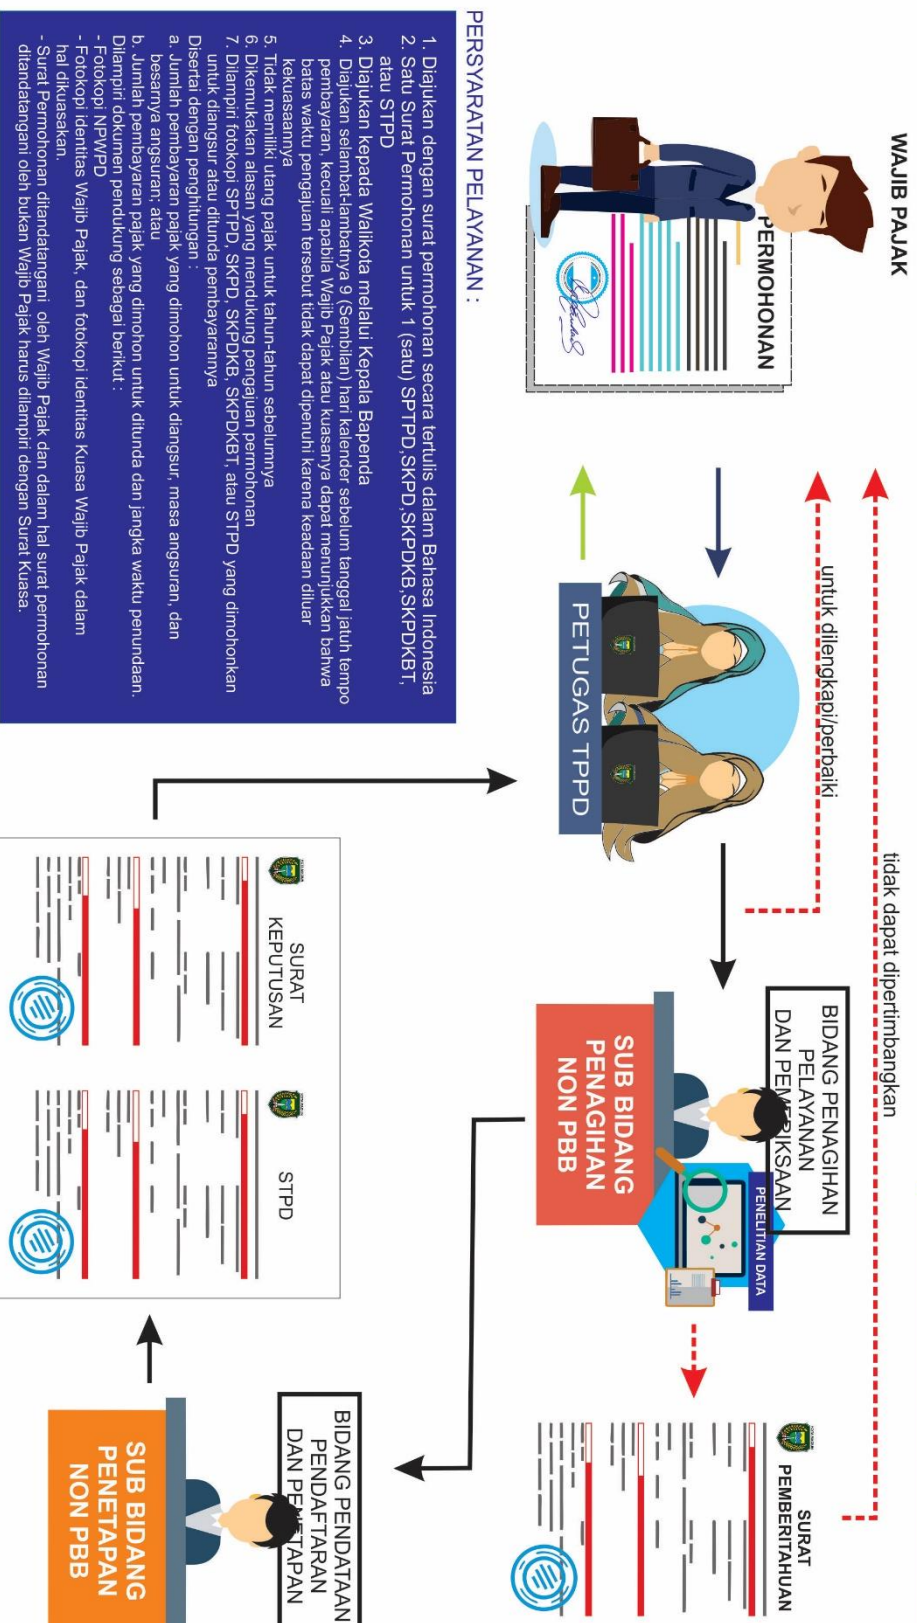 WAJIB PAJAK
PERMOHONAN
untuk dilengkapi/perbaiki
tidak dapat dipertimbangkan
PETUGAS TPPD
BIDANG PENAGIHAN
PELAYANAN
DAN PEMERIKSAAN
SUB BIDANG
PENAGIHAN
NON PBB
PENELITIAN DATA
SURAT
PEMBERITAHUAN
PERSYARATAN PELAYANAN :
1. Diajukan dengan surat permohonan secara tertulis dalam Bahasa Indonesia
2. Satu Surat Permohonan untuk 1 (satu) SPTPD,SKPD,SKPDKB,SKPDKBT,
atau STPD
3. Diajukan kepada Walikota melalui Kepala Bapenda
4. Diajukan selambat-lambatnya 9 (Sembilan) hari kalender sebelum tanggal jatuh tempo
pembayaran, kecuali apabila Wajib Pajak atau kuasanya dapat menunjukkan bahwa
batas waktu pengajuan tersebut tidak dapat dipenuhi karena keadaan diluar
kekuasaannya
5. Tidak memiliki utang pajak untuk tahun-tahun sebelumnya
6. Dikemukakan alasan yang mendukung pengajuan permohonan
7. Dilampiri fotokopi SPTPD, SKPD, SKPDKB, SKPDKBT, atau STPD yang dimohonkan
untuk diangsur atau ditunda pembayarannya
Disertai dengan penghitungan :
a. Jumlah pembayaran pajak yang dimohon untuk diangsur, masa angsuran, dan
besarnya angsuran; atau
b. Jumlah pembayaran pajak yang dimohon untuk ditunda dan jangka waktu penundaan.
Dilampiri dokumen pendukung sebagai berikut :
- Fotokopi NPWPD
- Fotokopi identitas Wajib Pajak, dan fotokopi identitas Kuasa Wajib Pajak dalam
hal dikuasakan.
- Surat Permohonan ditandatangani oleh Wajib Pajak dan dalam hal surat permohonan
ditandatangani oleh bukan Wajib Pajak harus dilampiri dengan Surat Kuasa.
SURAT
KEPUTUSAN
STPD
BIDANG PENDATAAN
PENDAFTARAN
DAN PENETAPAN
SUB BIDANG
PENETAPAN
NON PBB